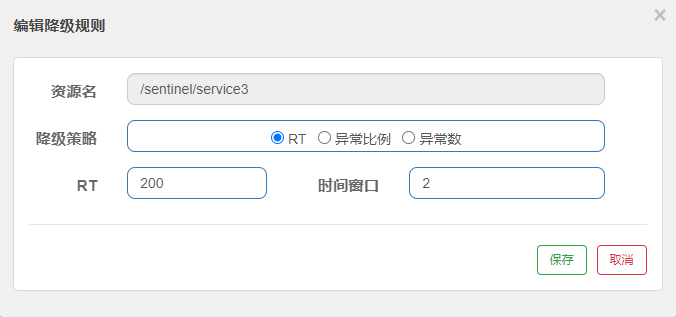 编辑降级规则 ×
资源名 /sentinel/service3
降级策略 RT 异常比例 异常数
RT 200 时间窗口 2
保存 取消